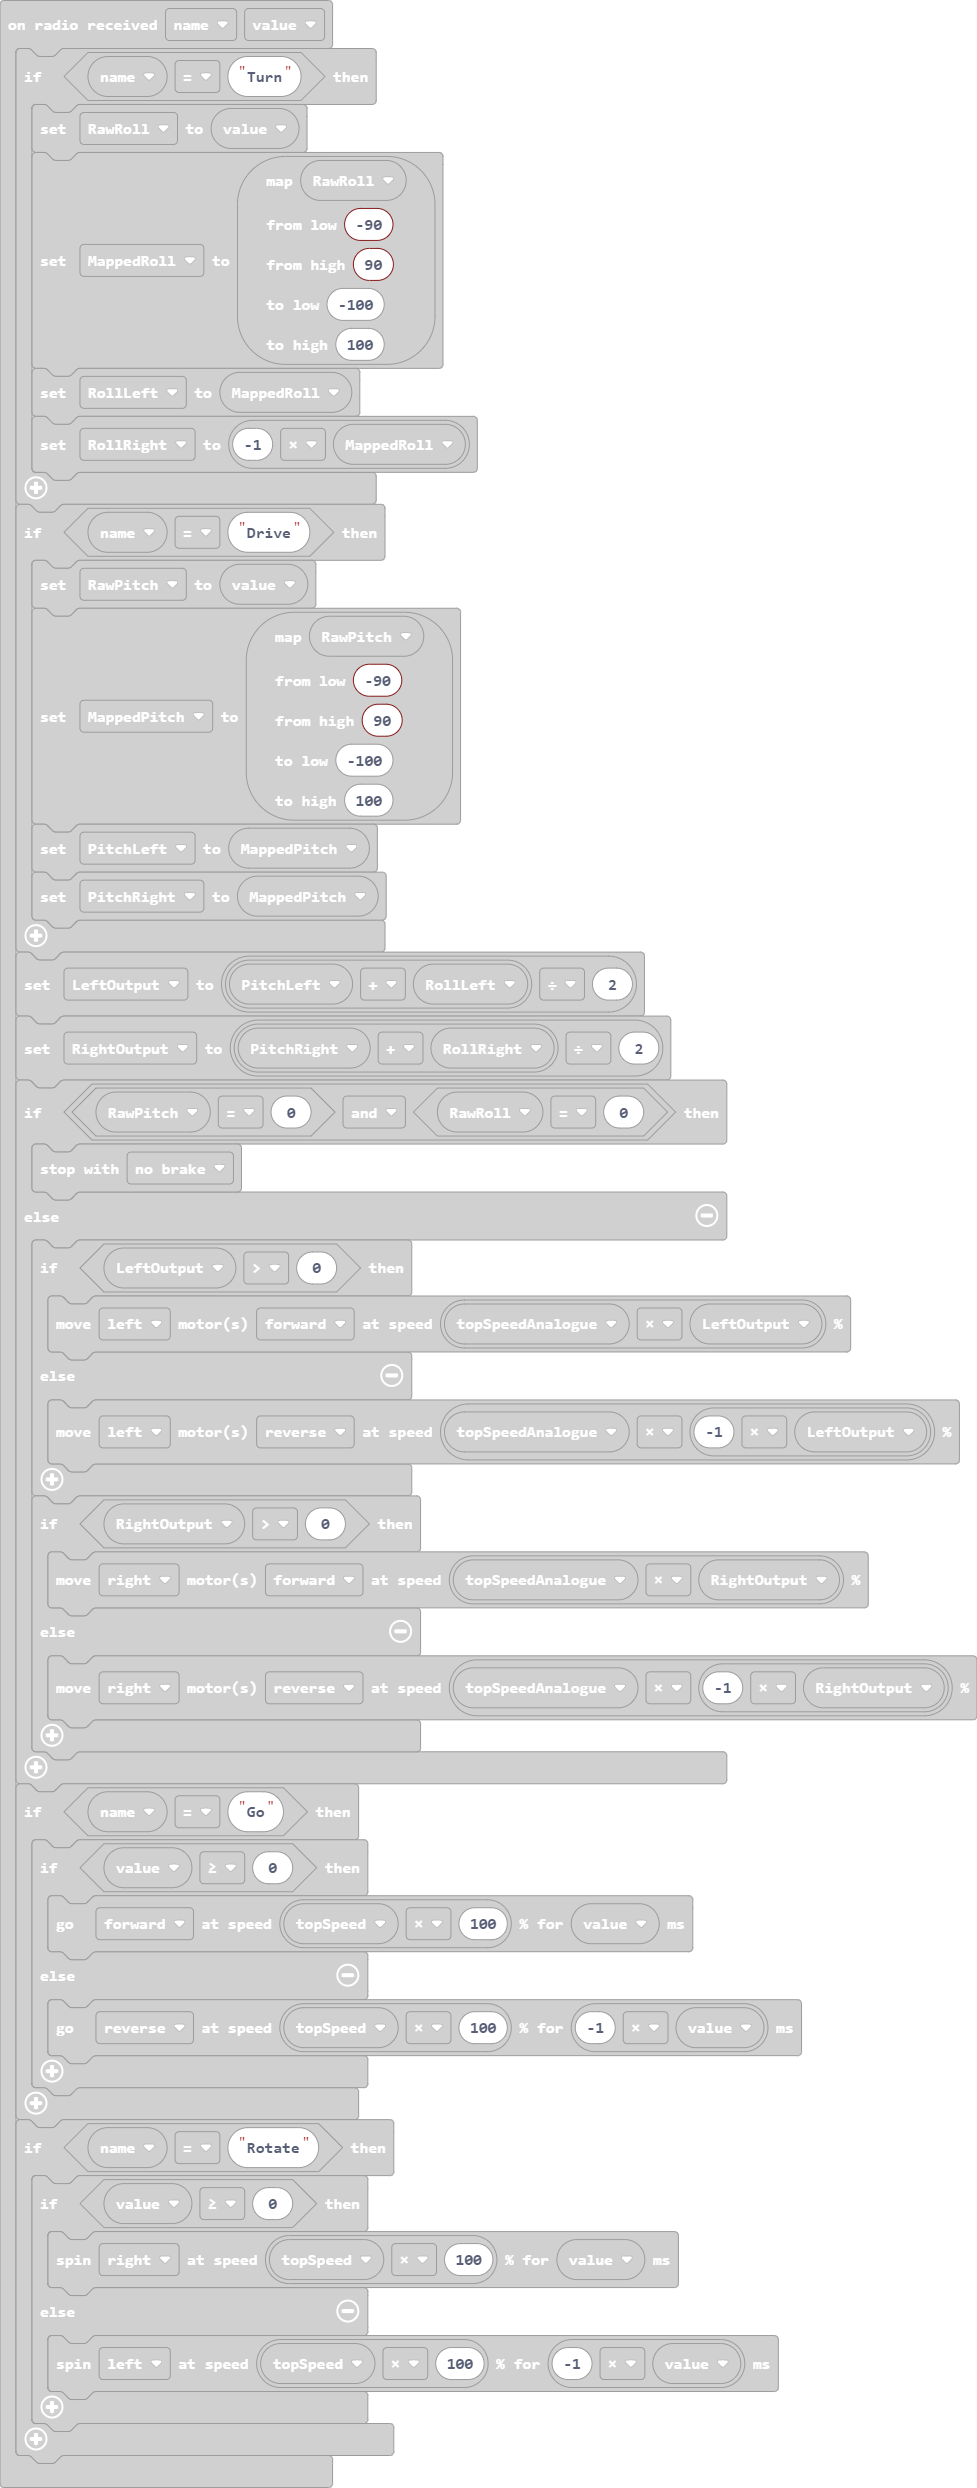 on radio received name value
if name = "Turn" then
set RawRoll to value
map RawRoll
from low -90
from high 90
set MappedRoll to
to low -100
to high 100
set RollLeft to MappedRoll
set RollRight to -1 × MappedRoll
if name = "Drive" then
set RawPitch to value
map RawPitch
from low -90
from high 90
set MappedPitch to
to low -100
to high 100
set PitchLeft to MappedPitch
set PitchRight to MappedPitch
set LeftOutput to PitchLeft + RollLeft ÷ 2
set RightOutput to PitchRight + RollRight ÷ 2
if RawPitch = 0 and RawRoll = 0 then
stop with no brake
else
if LeftOutput > 0 then
move left motor(s) forward at speed topSpeedAnalogue × LeftOutput %
else
move left motor(s) reverse at speed topSpeedAnalogue × -1 × LeftOutput %
if RightOutput > 0 then
move right motor(s) forward at speed topSpeedAnalogue × RightOutput %
else
move right motor(s) reverse at speed topSpeedAnalogue × -1 × RightOutput %
if name = "Go" then
if value ≥ 0 then
go forward at speed topSpeed × 100 % for value ms
else
go reverse at speed topSpeed × 100 % for -1 × value ms
if name = "Rotate" then
if value ≥ 0 then
spin right at speed topSpeed × 100 % for value ms
else
spin left at speed topSpeed × 100 % for -1 × value ms